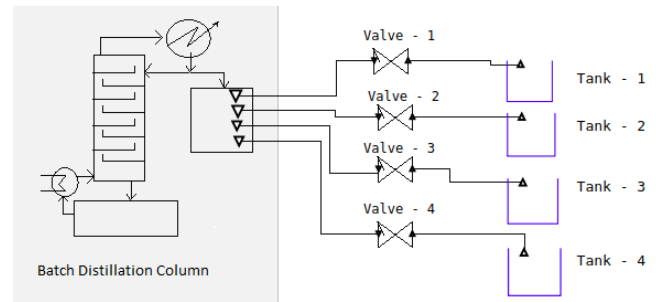 Valve - 1
Tank - 1
Valve - 2
Tank - 2
Valve - 3
Tank - 3
Valve - 4
Tank - 4
Batch Distillation Column